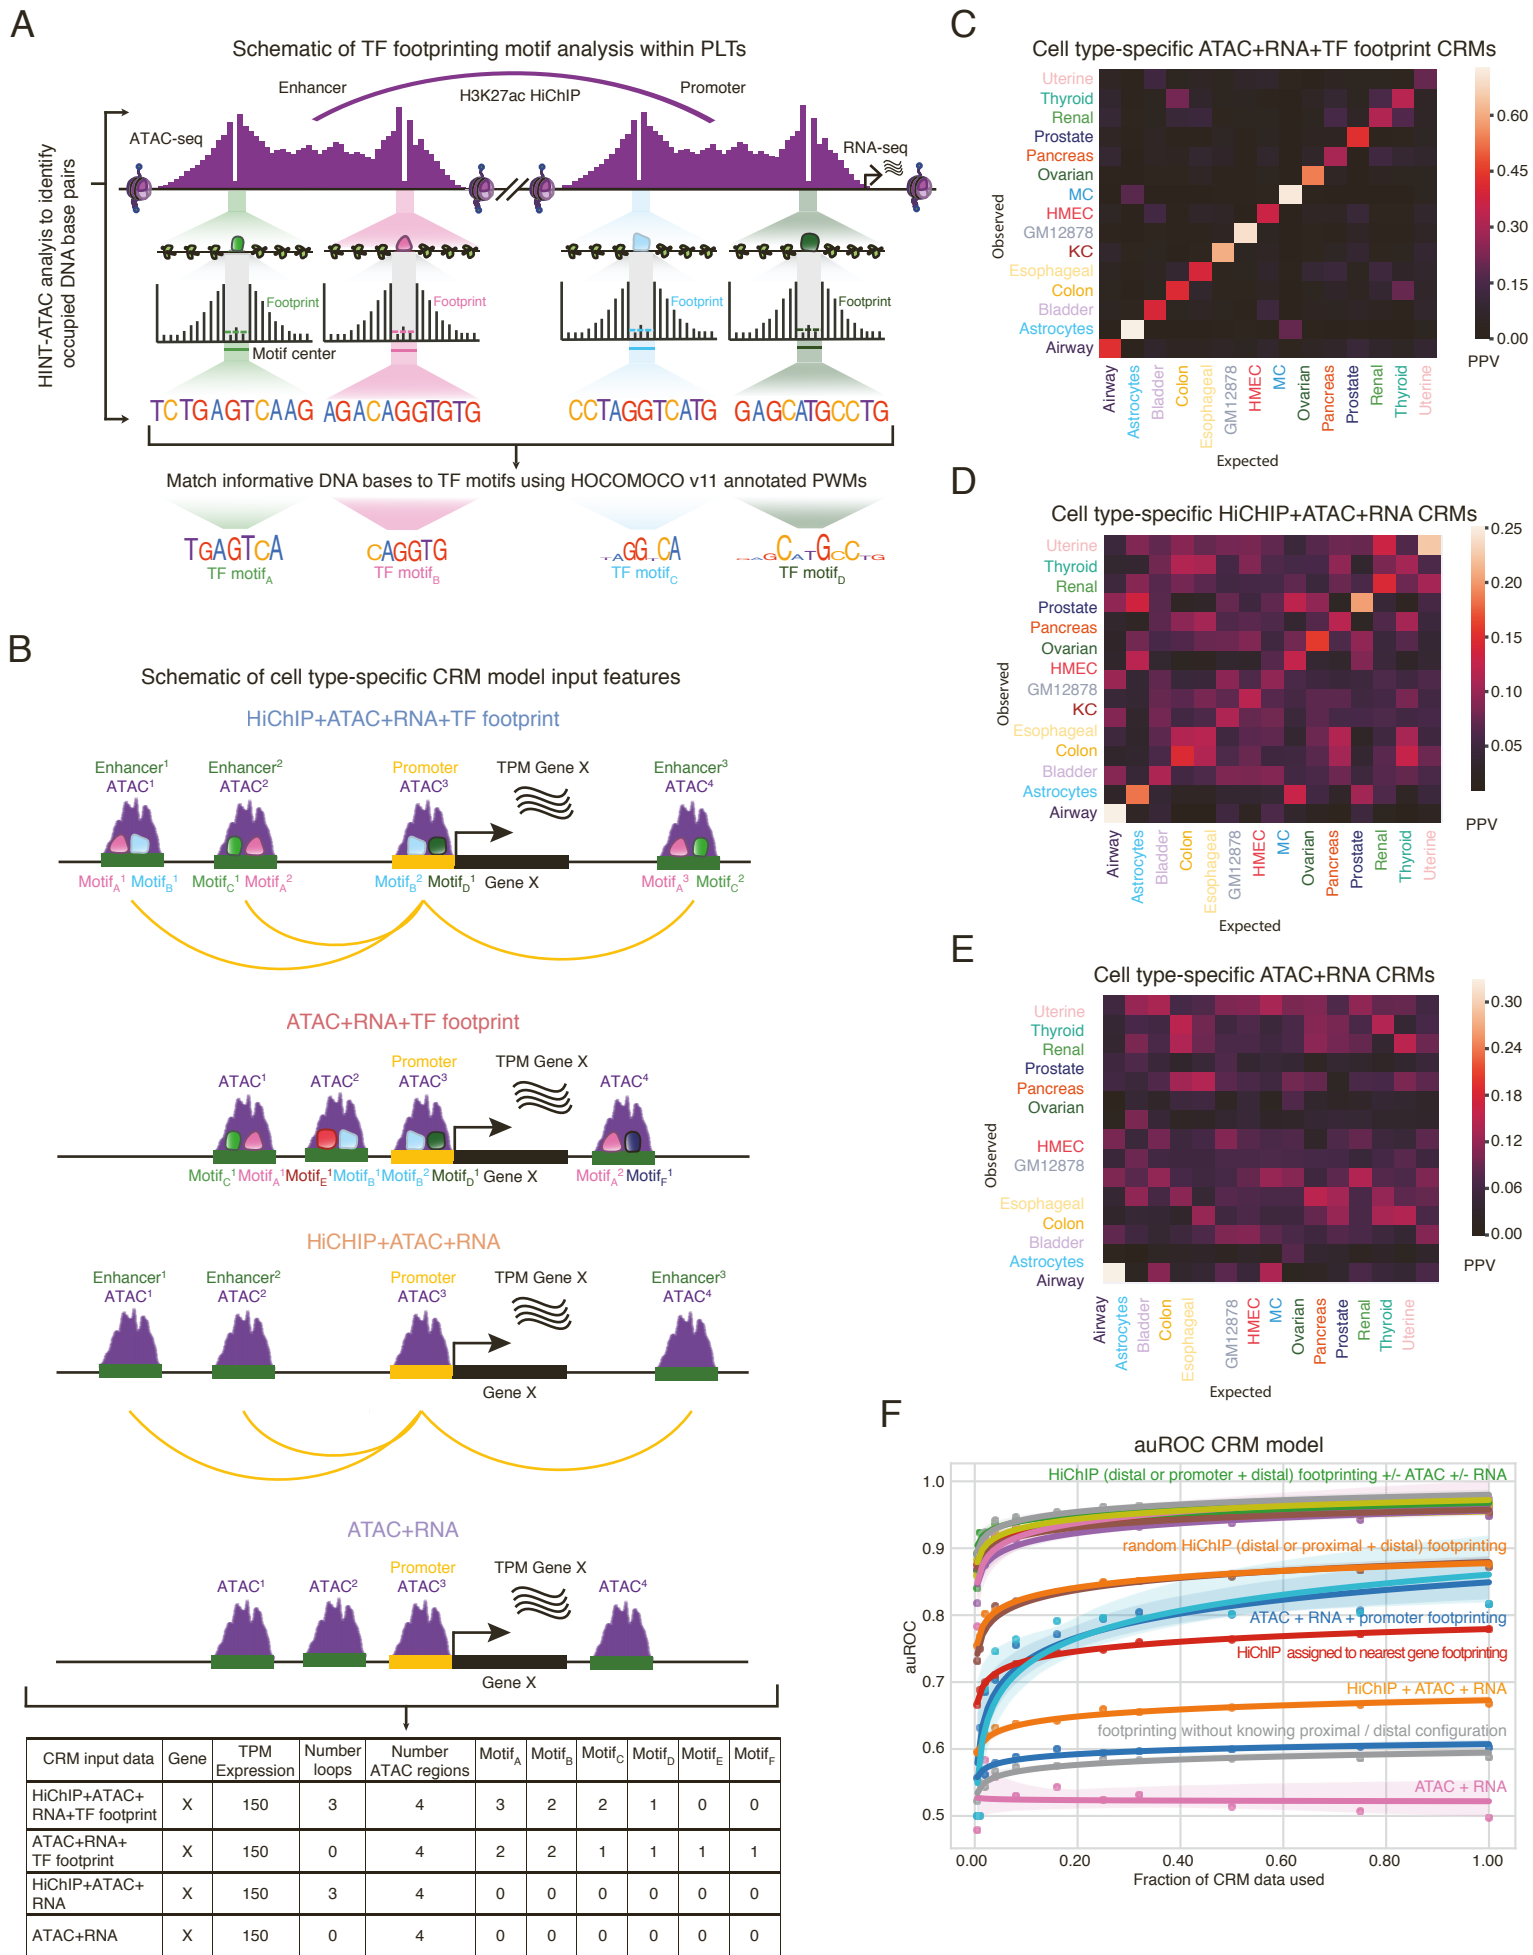 A
Schematic of TF footprinting motif analysis within PLTs
Enhancer
H3K27ac HiChIP
Promoter
ATAC-seq
RNA-seq
HINT-ATAC analysis to identify
occupied DNA base pairs
Footprint
Footprint
Footprint
Footprint
Motif center
TCTGAGTCAAG
AGACAGGTGTG
CCTAGGTCATG
GAGCATGCCTG
Match informative DNA bases to TF motifs using HOCOMOCO v11 annotated PWMs
TGAGTCA
CAGGTG
TAGG CA
GCATGCCTG
TF motifA
TF motifB
TF motifC
TF motifD
B
Schematic of cell type-specific CRM model input features
HiChIP+ATAC+RNA+TF footprint
Enhancer1
Enhancer2
Promoter
TPM Gene X
Enhancer3
ATAC1
ATAC2
ATAC3
ATAC4
MotifA1 MotifB1
MotifC1 MotifA2
MotifB2 MotifD1 Gene X
MotifA3 MotifC2
ATAC+RNA+TF footprint
Promoter
TPM Gene X
ATAC1
ATAC2
ATAC3
ATAC4
MotifC1 MotifA1 MotifE1 MotifB1 MotifB2 MotifD1 Gene X
MotifA2 MotifF1
HiCHIP+ATAC+RNA
Enhancer1
Enhancer2
Promoter
TPM Gene X
Enhancer3
ATAC1
ATAC2
ATAC3
ATAC4
Gene X
ATAC+RNA
Promoter
TPM Gene X
ATAC1
ATAC2
ATAC3
ATAC4
Gene X
CRM input data Gene TPM Expression Number loops Number ATAC regions MotifA MotifB MotifC MotifD MotifE MotifF
HiChIP+ATAC+ RNA+TF footprint X 150 3 4 3 2 2 1 0 0
ATAC+RNA+ TF footprint X 150 0 4 2 2 1 1 1 1
HiChIP+ATAC+ RNA X 150 3 4 0 0 0 0 0 0
ATAC+RNA X 150 0 4 0 0 0 0 0 0
C
Cell type-specific ATAC+RNA+TF footprint CRMs
Observed
Uterine
Thyroid
Renal
Prostate
Pancreas
Ovarian
MC
HMEC
GM12878
KC
Esophageal
Colon
Bladder
Astrocytes
Airway
0.60
0.45
0.30
0.15
0.00
PPV
Airway
Astrocytes
Bladder
Colon
Esophageal
GM12878
HMEC
MC
Ovarian
Pancreas
Prostate
Renal
Thyroid
Uterine
Expected
D
Cell type-specific HiCHIP+ATAC+RNA CRMs
Observed
Uterine
Thyroid
Renal
Prostate
Pancreas
Ovarian
HMEC
GM12878
KC
Esophageal
Colon
Bladder
Astrocytes
Airway
0.25
0.20
0.15
0.10
0.05
PPV
Airway
Astrocytes
Bladder
Colon
Esophageal
GM12878
HMEC
MC
Ovarian
Pancreas
Prostate
Renal
Thyroid
Uterine
Expected
E
Cell type-specific ATAC+RNA CRMs
Observed
Uterine
Thyroid
Renal
Prostate
Pancreas
Ovarian
HMEC
GM12878
Esophageal
Colon
Bladder
Astrocytes
Airway
0.30
0.24
0.18
0.12
0.06
0.00
PPV
Airway
Astrocytes
Bladder
Colon
Esophageal
GM12878
HMEC
MC
Ovarian
Pancreas
Prostate
Renal
Thyroid
Uterine
Expected
F
auROC CRM model
auROC
1.0
0.9
0.8
0.7
0.6
0.5
HiChIP (distal or promoter + distal) footprinting +/- ATAC +/- RNA
random HiChIP (distal or proximal + distal) footprinting
ATAC + RNA + promoter footprinting
HiChIP assigned to nearest gene footprinting
HiChIP + ATAC + RNA
footprinting without knowing proximal / distal configuration
ATAC + RNA
0.00
0.20
0.40
0.60
0.80
1.00
Fraction of CRM data used